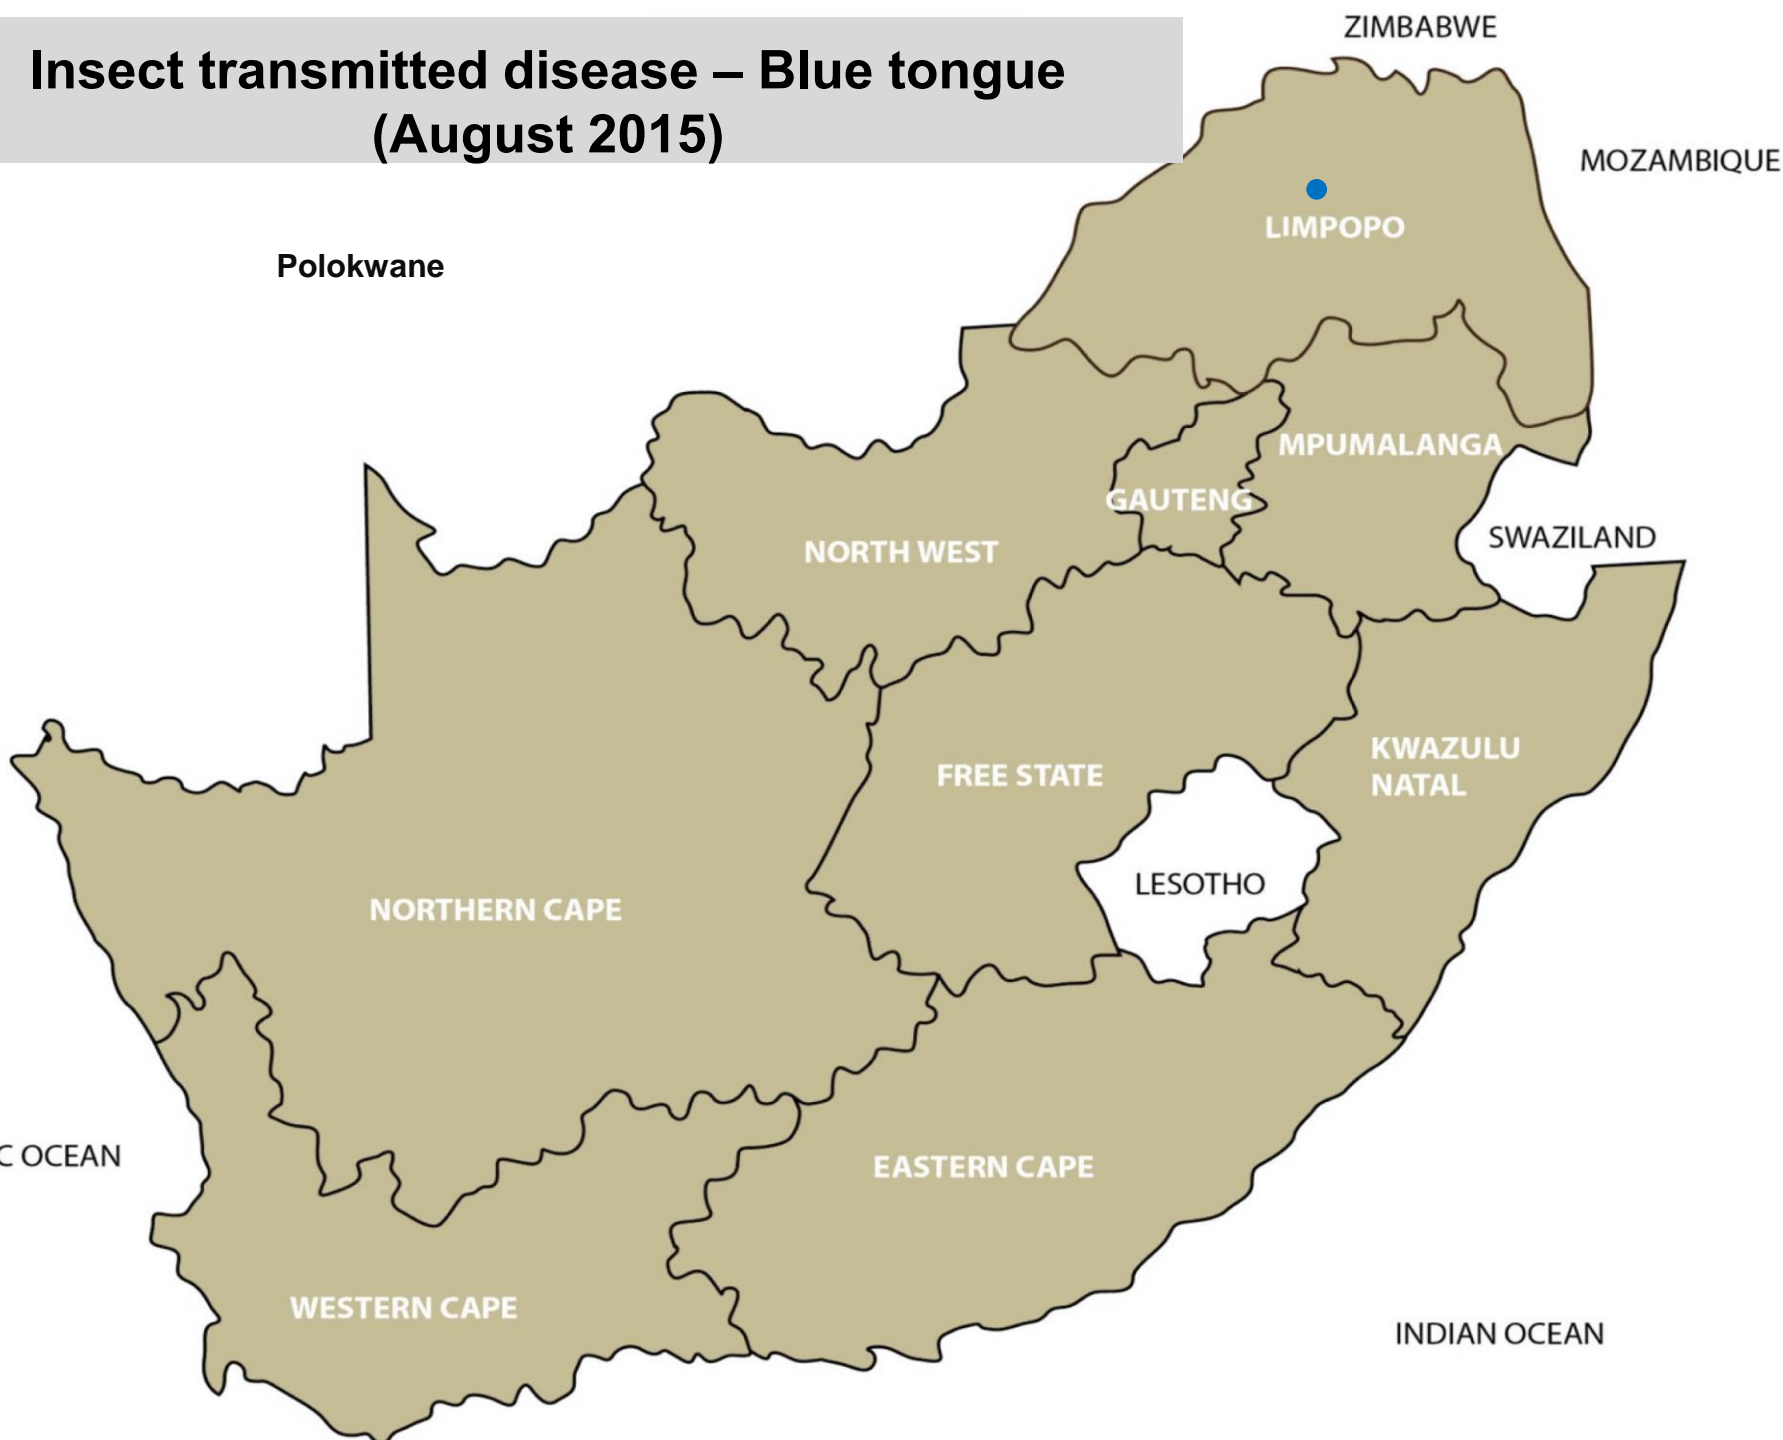 Insect transmitted disease – Blue tongue
(August 2015)
ZIMBABWE
MOZAMBIQUE
LIMPOPO
Polokwane
MPUMALANGA
GAUTENG
SWAZILAND
NORTH WEST
KWAZULU
NATAL
FREE STATE
LESOTHO
NORTHERN CAPE
C OCEAN
EASTERN CAPE
WESTERN CAPE
INDIAN OCEAN